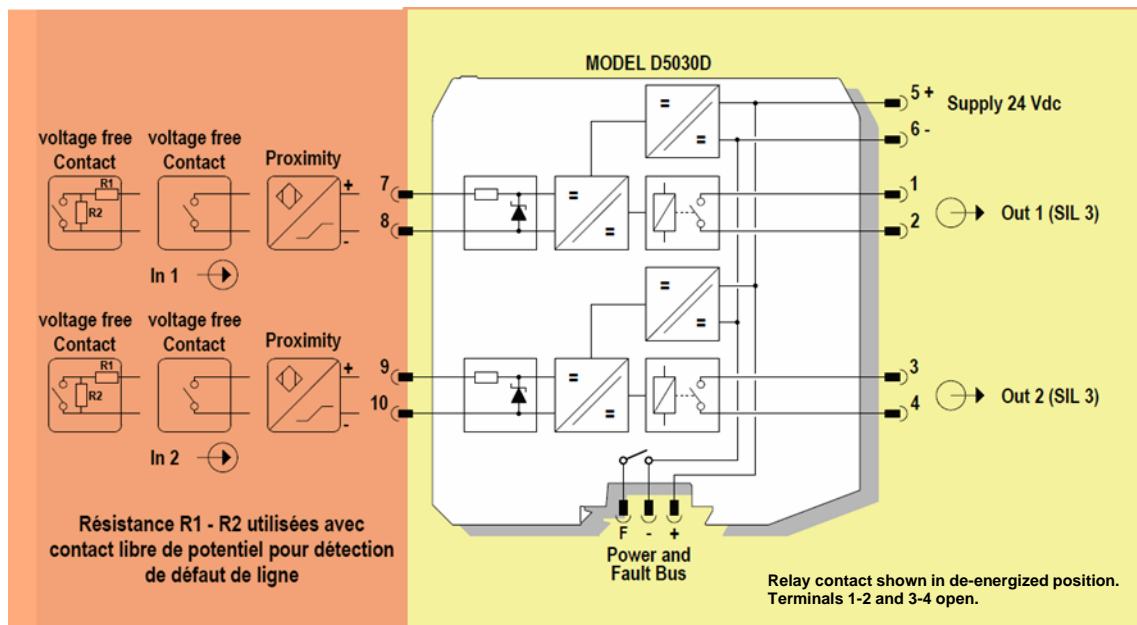 MODEL D5030D
5 +
Supply 24 Vdc
6 -
voltage free
Contact
voltage free
Contact
Proximity
R1
R2
+
-
7
8
1
2
Out 1 (SIL 3)
=
=
=
=
In 1
voltage free
Contact
voltage free
Contact
Proximity
R1
R2
+
-
9
10
=
=
=
=
3
4
Out 2 (SIL 3)
In 2
Résistance R1 - R2 utilisées avec
contact libre de potentiel pour détection
de défaut de ligne
F - +
Power and
Fault Bus
Relay contact shown in de-energized position.
Terminals 1-2 and 3-4 open.